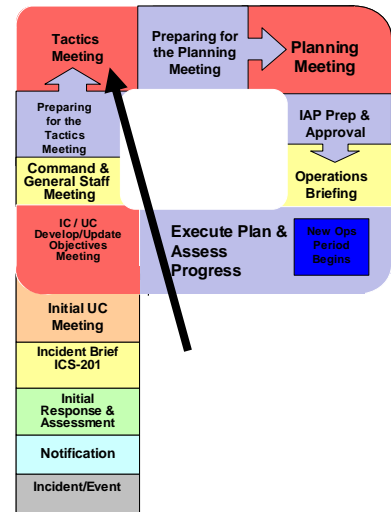 Tactics
Meeting
Preparing for
the Planning
Meeting
Planning
Meeting
Preparing
for the
Tactics
Meeting
IAP Prep &
Approval
Command &
General Staff
Meeting
Operations
Briefing
IC / UC
Develop/Update
Objectives
Meeting
Execute Plan &
Assess
Progress
New Ops
Period
Begins
Initial UC
Meeting
Incident Brief
ICS-201
Initial
Response &
Assessment
Notification
Incident/Event